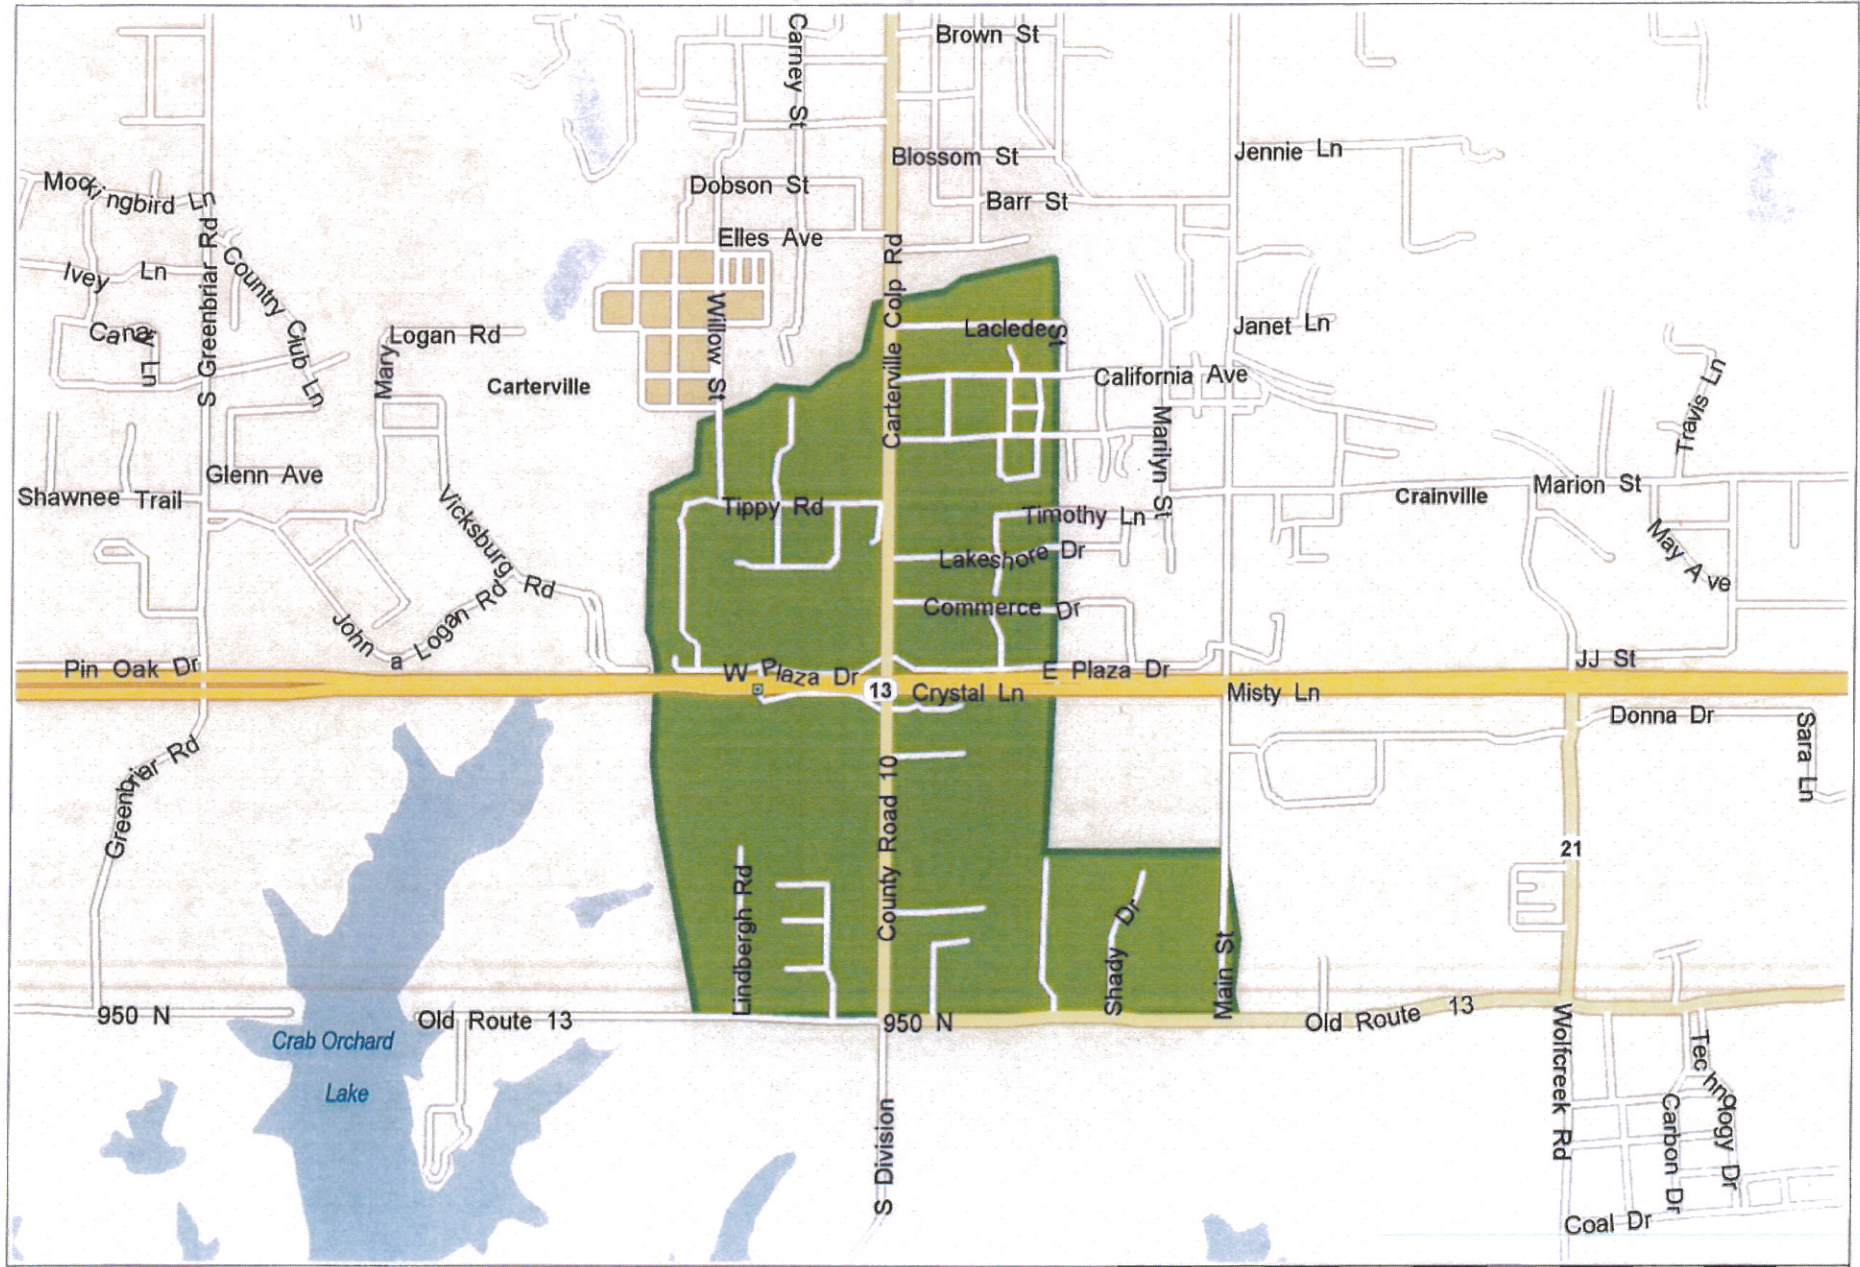 Carney St
Brown St
Blossom St
Jennie Ln
Mockingbird Ln
Dobson St
Barr St
Elles Ave
S Greenbriar Rd
Country Club Ln
Ivey Ln
Carterville Colp Rd
Willow St
Canary Ln
Mary
Logan Rd
Laclede St
Janet Ln
Carterville
California Ave
Travis Ln
Marilyn St
Glenn Ave
Shawnee Trail
Vicksburg Rd
Tippy Rd
Timothy Ln
Crainville
Marion St
Lakeshore Dr
May Ave
Commerce Dr
John a Logan Rd
Pin Oak Dr
W Plaza Dr
E Plaza Dr
JJ St
13
Crystal Ln
Misty Ln
Donna Dr
Sara Ln
Greenbriar Rd
County Road 10
21
Lindbergh Rd
Shady Dr
Main St
950 N
Old Route 13
950 N
Old Route 13
Crab Orchard
Lake
Wolfcreek Rd
Technology Dr
Carbon Dr
S Division
Coal Dr